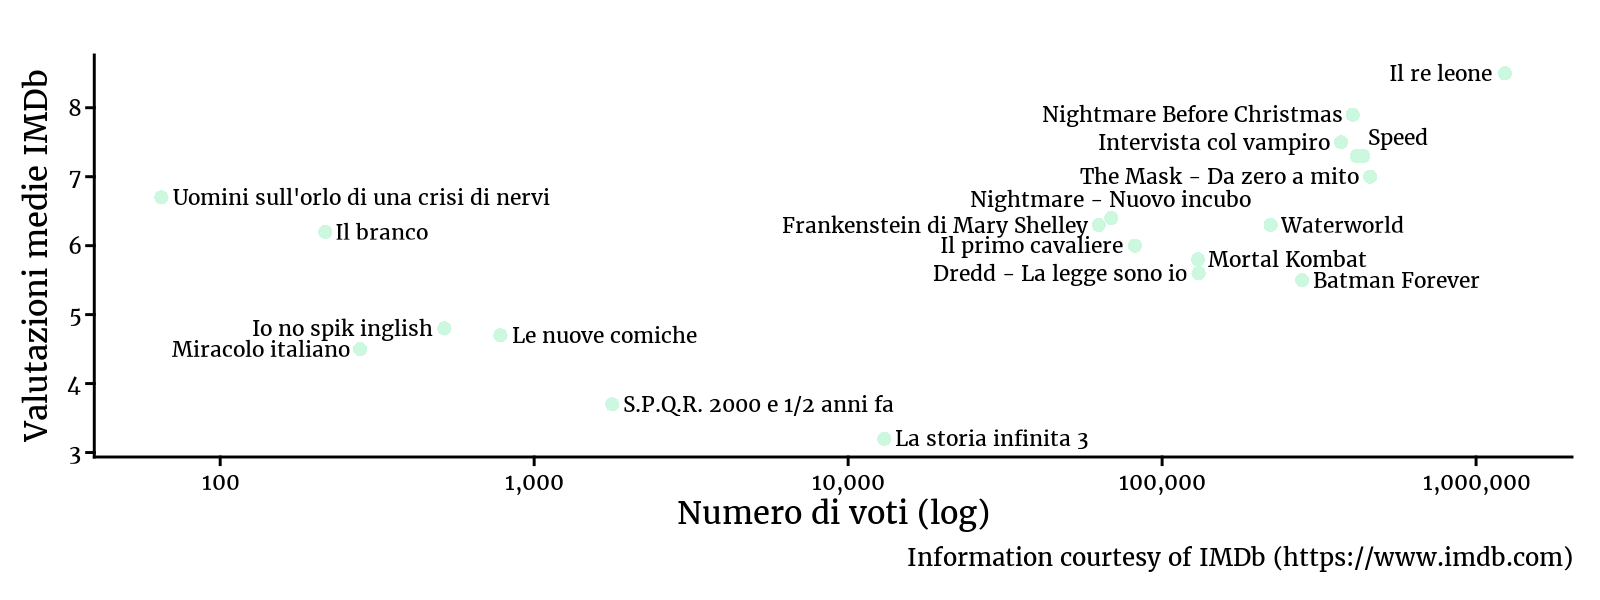 Il re leone
8
Nightmare Before Christmas
Speed
Intervista col vampiro
7
The Mask - Da zero a mito
Uomini sull'orlo di una crisi di nervi
Nightmare - Nuovo incubo
Frankenstein di Mary Shelley
Waterworld
Il branco
6
Il primo cavaliere
Mortal Kombat
Dredd - La legge sono io
Batman Forever
5
Io no spik inglish
Le nuove comiche
Miracolo italiano
4
S.P.Q.R. 2000 e 1/2 anni fa
La storia infinita 3
3
Valutazioni medie IMDb
100
1,000
10,000
100,000
1,000,000
Numero di voti (log)
Information courtesy of IMDb (https://www.imdb.com)